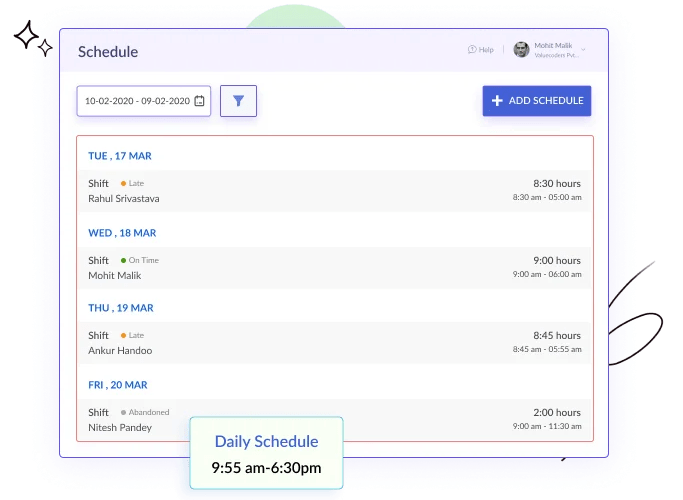 Schedule
Help
Mohit Malik
Valuecoders Pvt...
10-02-2020 - 09-02-2020
ADD SCHEDULE
TUE , 17 MAR
Shift Late 8:30 hours
Rahul Srivastava 8:30 am - 05:00 am
WED , 18 MAR
Shift On Time 9:00 hours
Mohit Malik 9:00 am - 06:00 am
THU , 19 MAR
Shift Late 8:45 hours
Ankur Handoo 8:45 am - 05:55 am
FRI , 20 MAR
Shift Abandoned 2:00 hours
Nitesh Pandey 9:00 am - 11:30 am
Daily Schedule
9:55 am-6:30pm